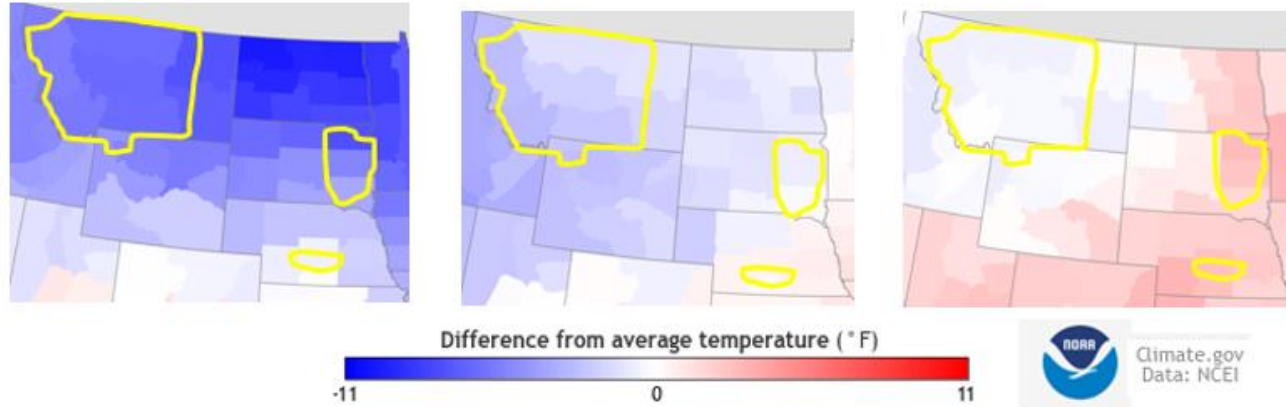 Difference from average temperature (°F)
-11
0
11
NOAA
Climate.gov
Data: NCEI